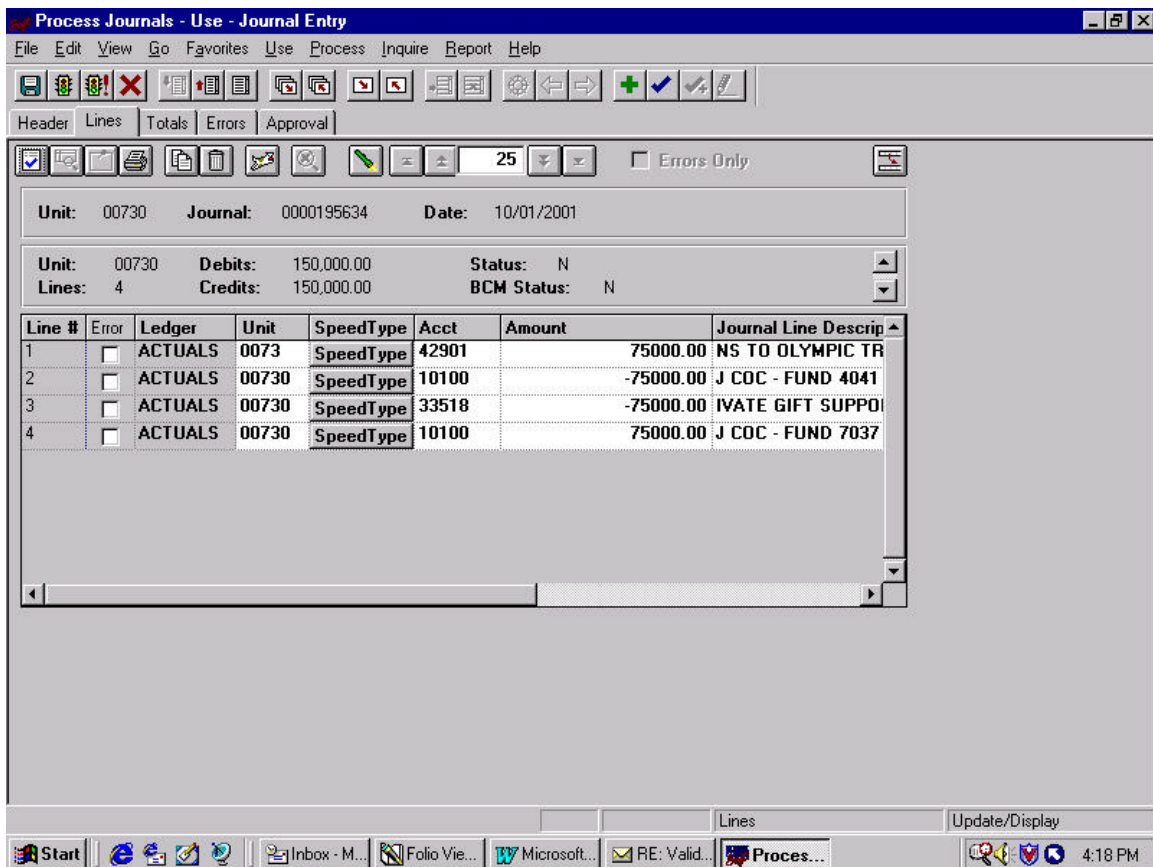 Process Journals - Use - Journal Entry
File Edit View Go Favorites Use Process Inquire Report Help
Header Lines Totals Errors Approval
25 Errors Only
Unit: 00730 Journal: 0000195634 Date: 10/01/2001
Unit: 00730 Debits: 150,000.00 Status: N
Lines: 4 Credits: 150,000.00 BCM Status: N
Line # Error Ledger Unit SpeedType Acct Amount Journal Line Descrip
1 ACTUALS 0073 SpeedType 42901 75000.00 NS TO OLYMPIC TR
2 ACTUALS 00730 SpeedType 10100 -75000.00 J COC - FUND 4041
3 ACTUALS 00730 SpeedType 33518 -75000.00 IVATE GIFT SUPPO
4 ACTUALS 00730 SpeedType 10100 75000.00 J COC - FUND 7037
Lines Update/Display
Start Inbox - M... Folio Vie... Microsoft... RE: Valid... Proces... 4:18 PM